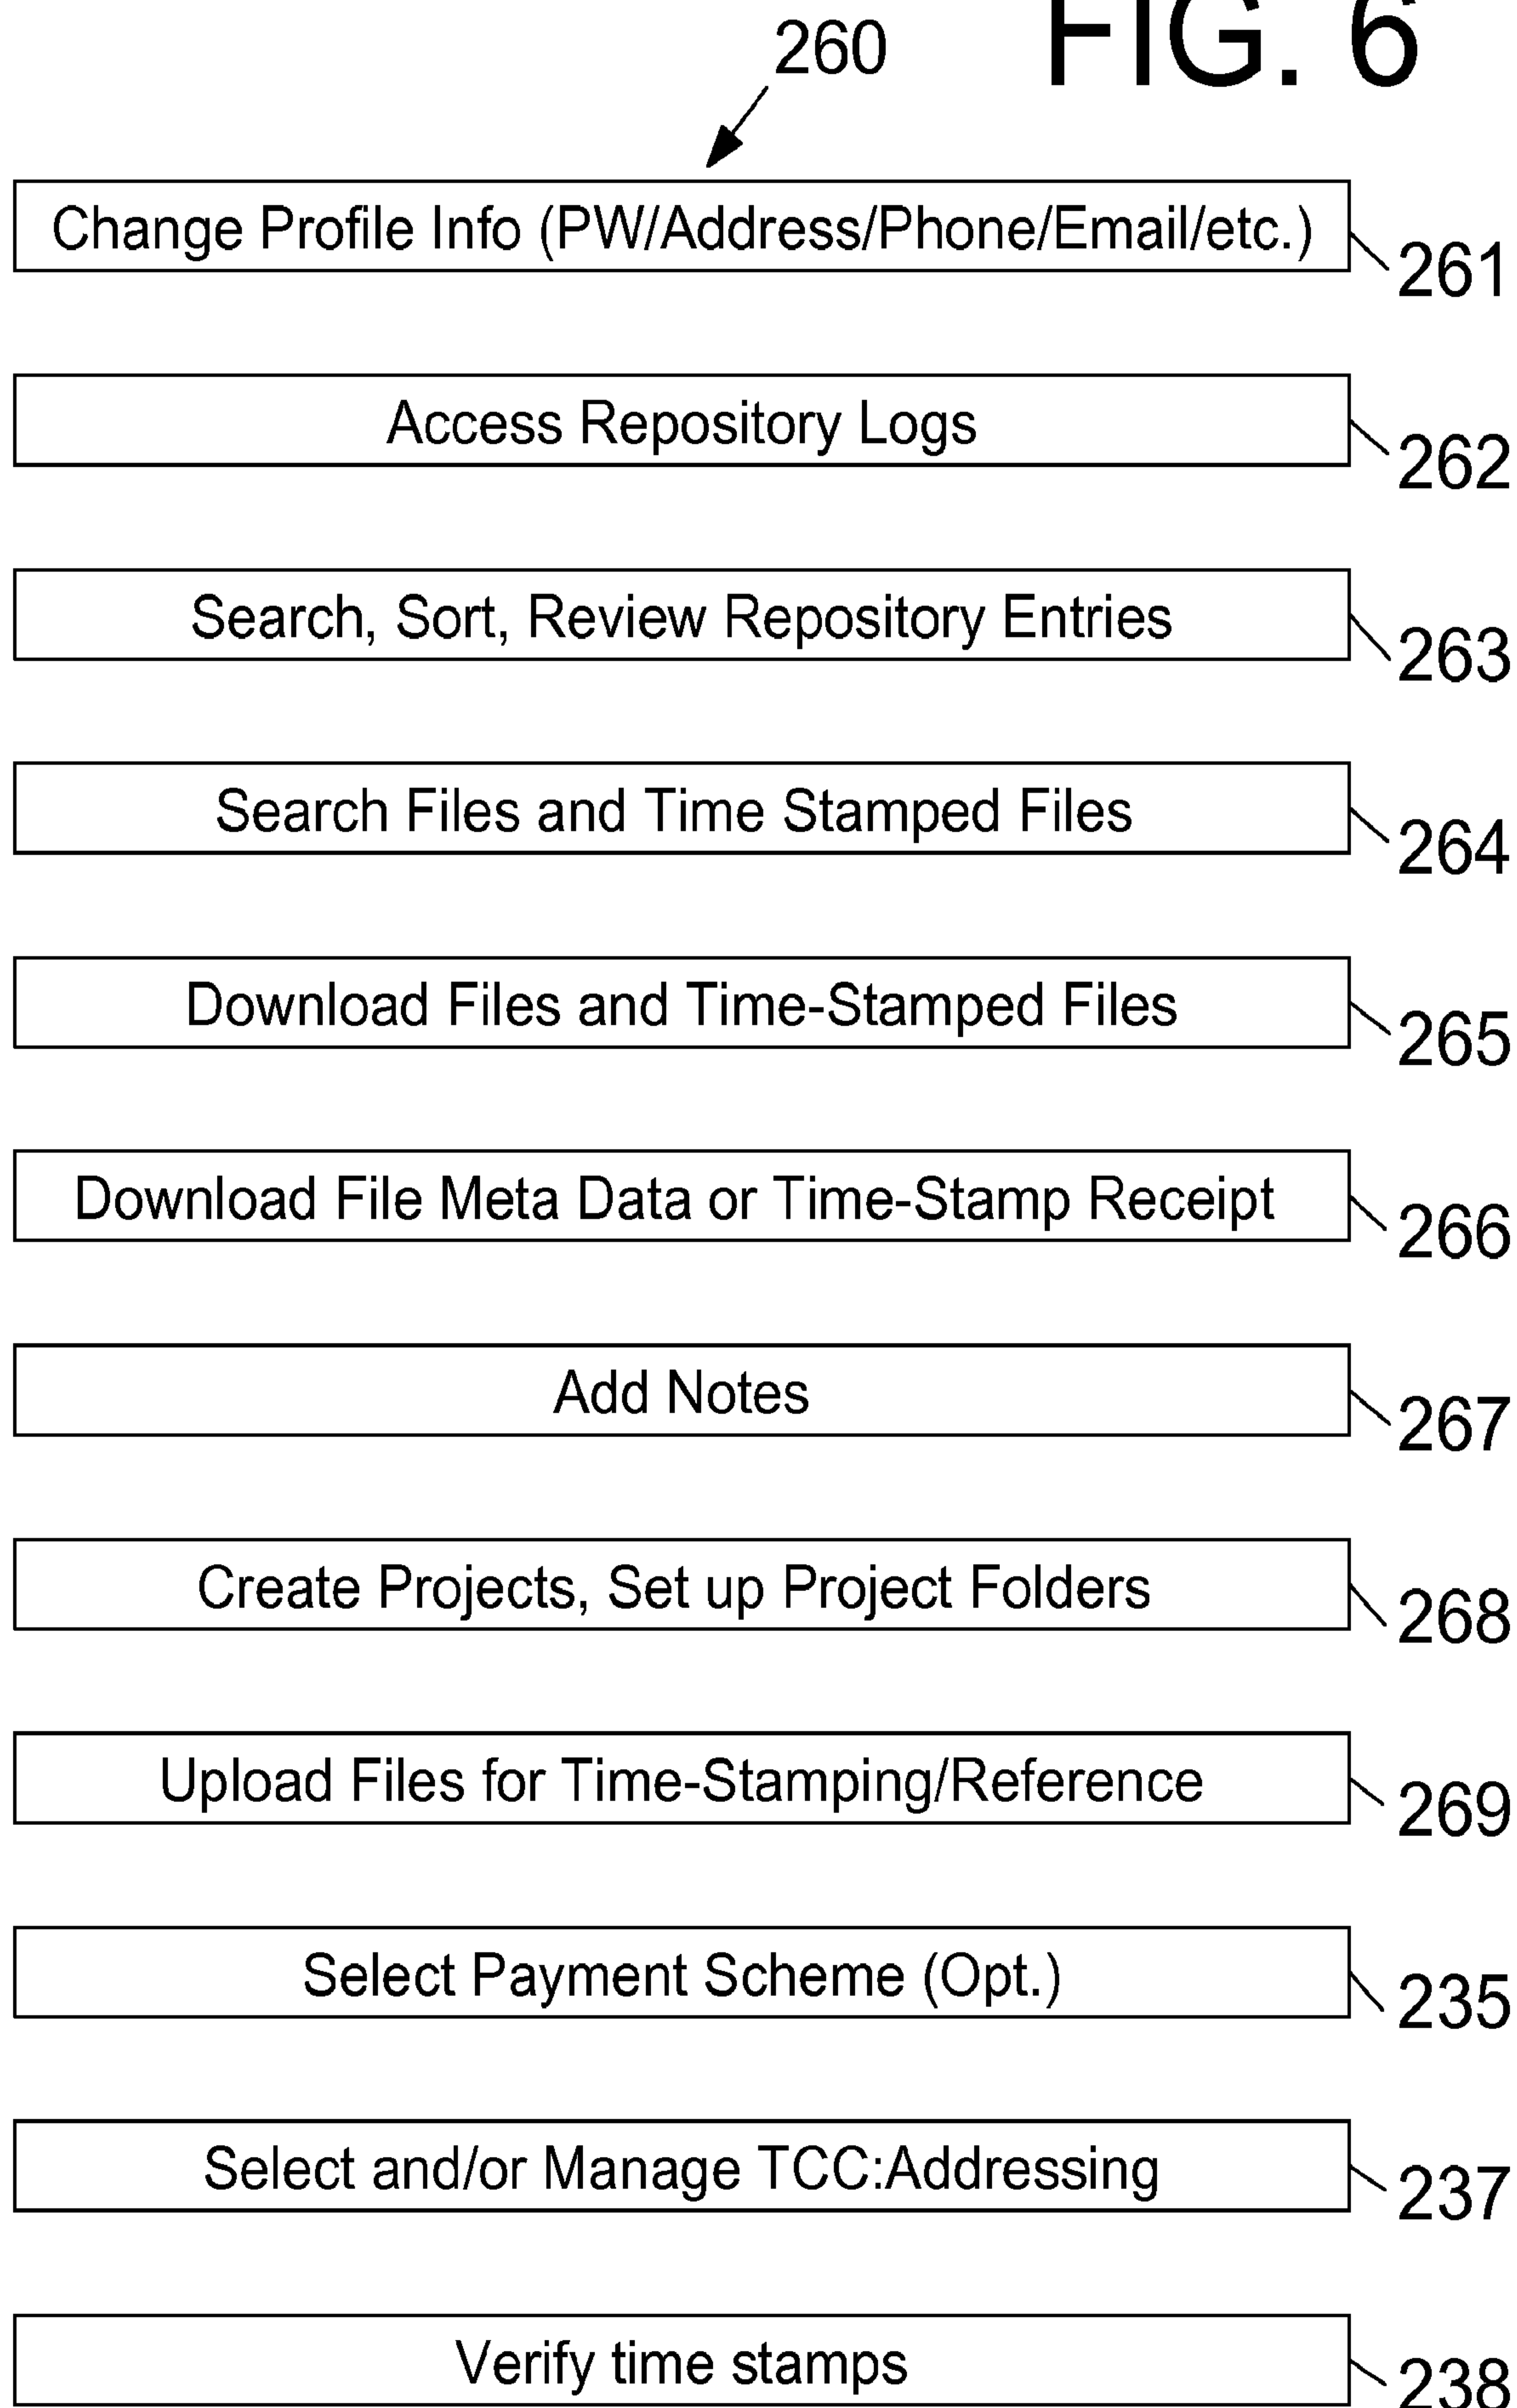 FIG. 6
260
Change Profile Info (PW/Address/Phone/Email/etc.)
261
Access Repository Logs
262
Search, Sort, Review Repository Entries
263
Search Files and Time Stamped Files
264
Download Files and Time-Stamped Files
265
Download File Meta Data or Time-Stamp Receipt
266
Add Notes
267
Create Projects, Set up Project Folders
268
Upload Files for Time-Stamping/Reference
269
Select Payment Scheme (Opt.)
235
Select and/or Manage TCC:Addressing
237
Verify time stamps
238